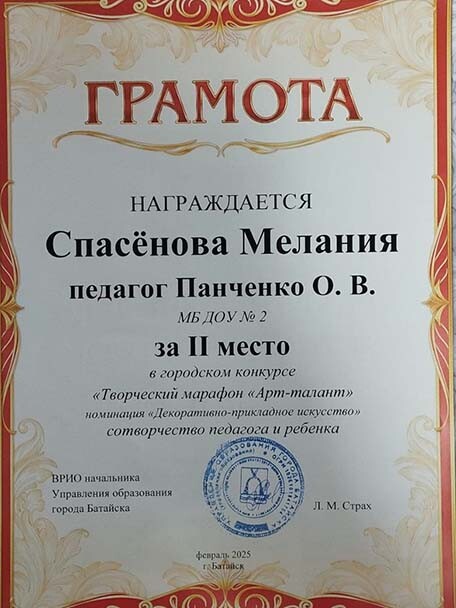 ГРАМОТА
НАГРАЖДАЕТСЯ
Спасёнова Мелания
педагог Панченко О. В.
МБ ДОУ № 2
за II место
в городском конкурсе
«Творческий марафон «Арт-талант»
номинация «Декоративно-прикладное искусство»
сотворчество педагога и ребенка
ВРИО начальника
Управления образования
города Батайска
Л. М. Страх
февраль 2025
г. Батайск